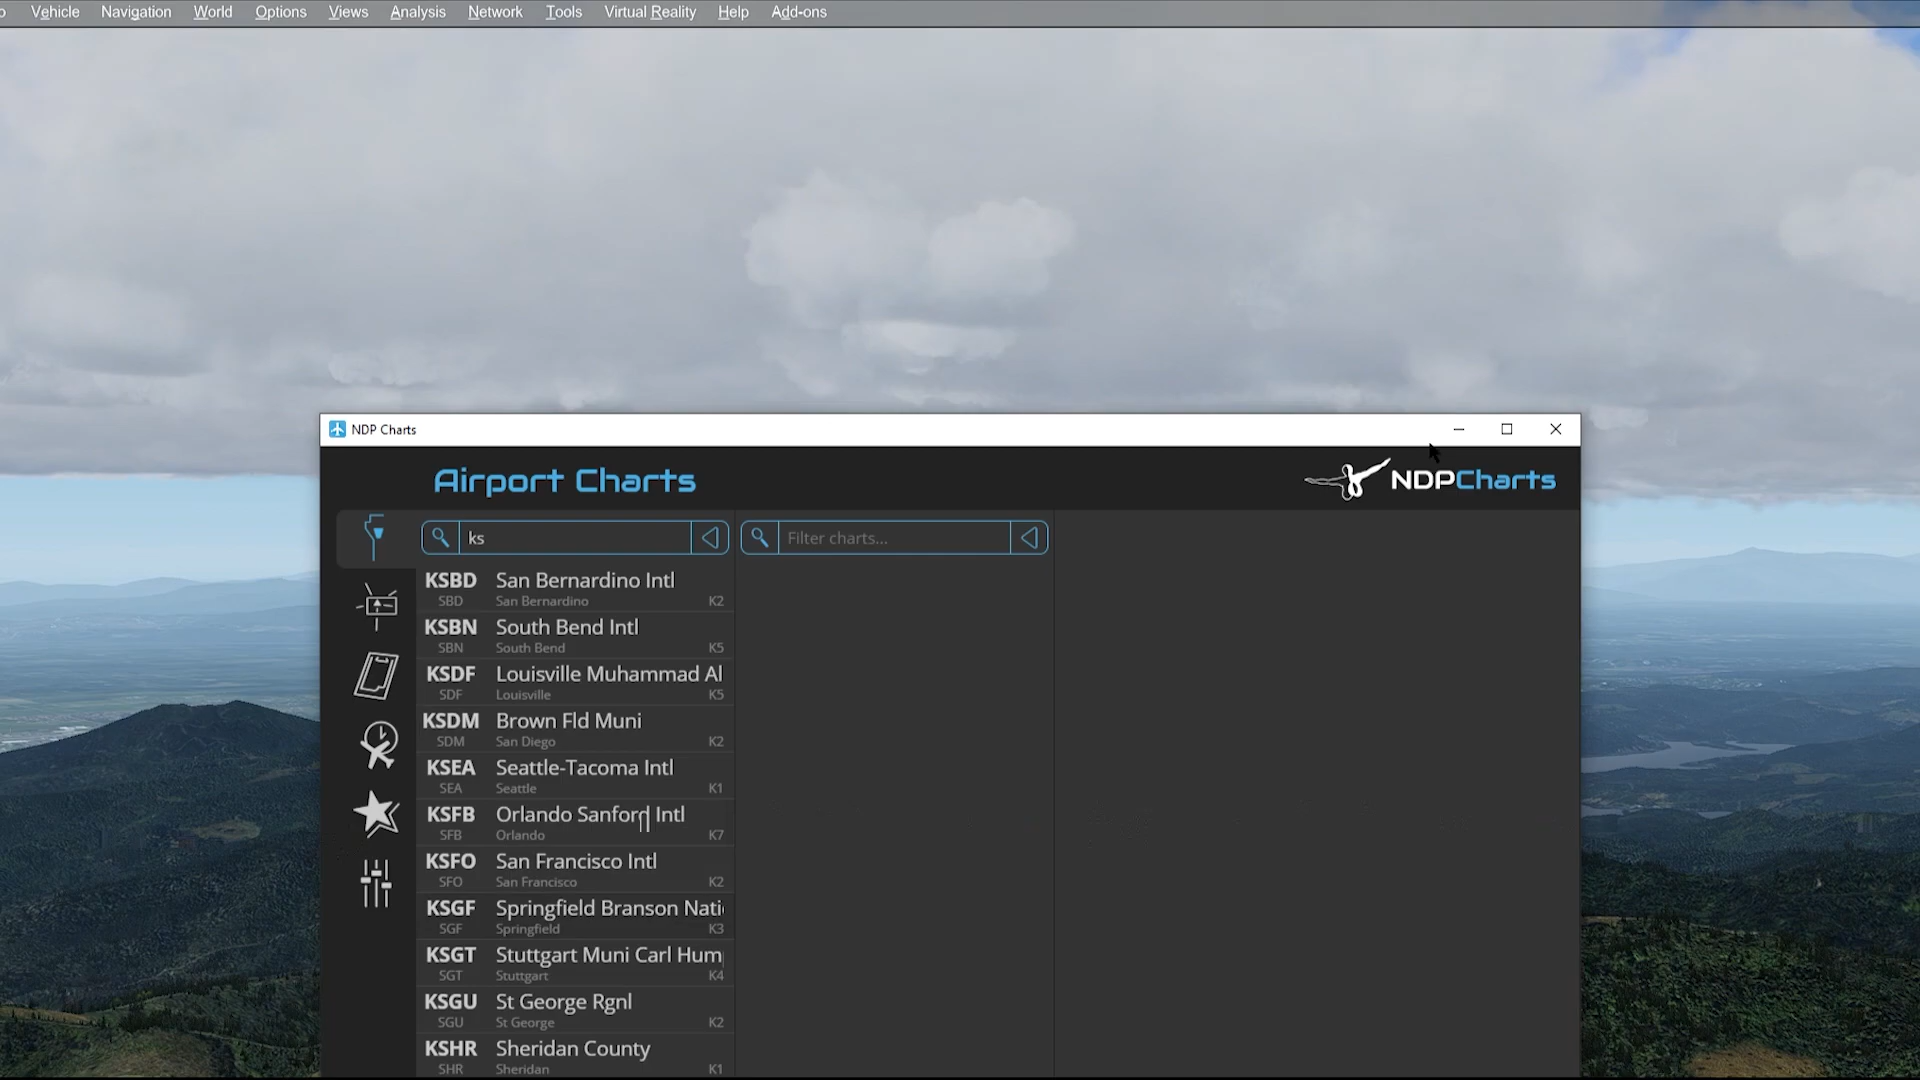 Vehicle Navigation World Options Views Analysis Network Tools Virtual Reality Help Add-ons
NDP Charts
Airport Charts
NDPCharts
ks
Filter charts...
KSBD San Bernardino Intl
SBD San Bernardino K2
KSBN South Bend Intl
SBN South Bend K5
KSDF Louisville Muhammad Al
SDF Louisville K5
KSDM Brown Fld Muni
SDM San Diego K2
KSEA Seattle-Tacoma Intl
SEA Seattle K1
KSFB Orlando Sanford Intl
SFB Orlando K7
KSFO San Francisco Intl
SFO San Francisco K2
KSGF Springfield Branson Nati
SGF Springfield K3
KSGT Stuttgart Muni Carl Hum
SGT Stuttgart K4
KSGU St George Rgnl
SGU St George K2
KSHR Sheridan County
SHR Sheridan K1